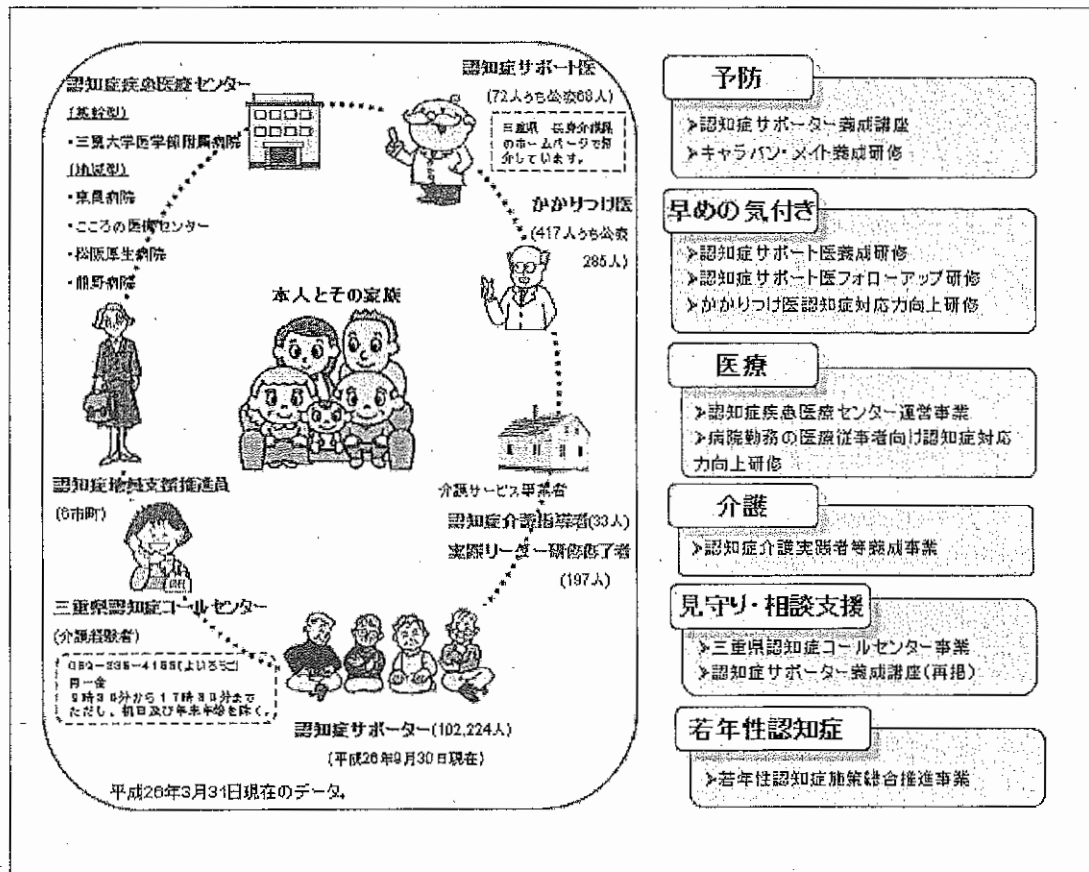 認知症疾患医療センター
(基幹型)
・三重大学医学部附属病院
(地域型)
・東員病院
・こころの医療センター
・松阪厚生病院
・熊野病院
認知症サポート医
(72人うち公表68人)
三重県 長寿介護課
のホームページで紹
介しています。
かかりつけ医
(417人うち公表
285人)
本人とその家族
介護サービス事業者
認知症介護指導者(33人)
実践リーダー研修修了者
(197人)
認知症地域支援推進員
(6市町)
三重県認知症コールセンター
(介護経験者)
月ー金
9時30分から17時30分まで
ただし、祝日及び年末年始を除く。
認知症サポーター(102,224人)
(平成26年9月30日現在)
平成26年3月31日現在のデータ。
予防
➢認知症サポーター養成講座
➢キャラバン・メイト養成研修
早めの気付き
➢認知症サポート医養成研修
➢認知症サポート医フォローアップ研修
➢かかりつけ医認知症対応力向上研修
医療
➢認知症疾患医療センター運営事業
➢病院勤務の医療従事者向け認知症対応
力向上研修
介護
➢認知症介護実践者等養成事業
見守り・相談支援
➢三重県認知症コールセンター事業
➢認知症サポーター養成講座(再掲)
若年性認知症
➢若年性認知症施策総合推進事業